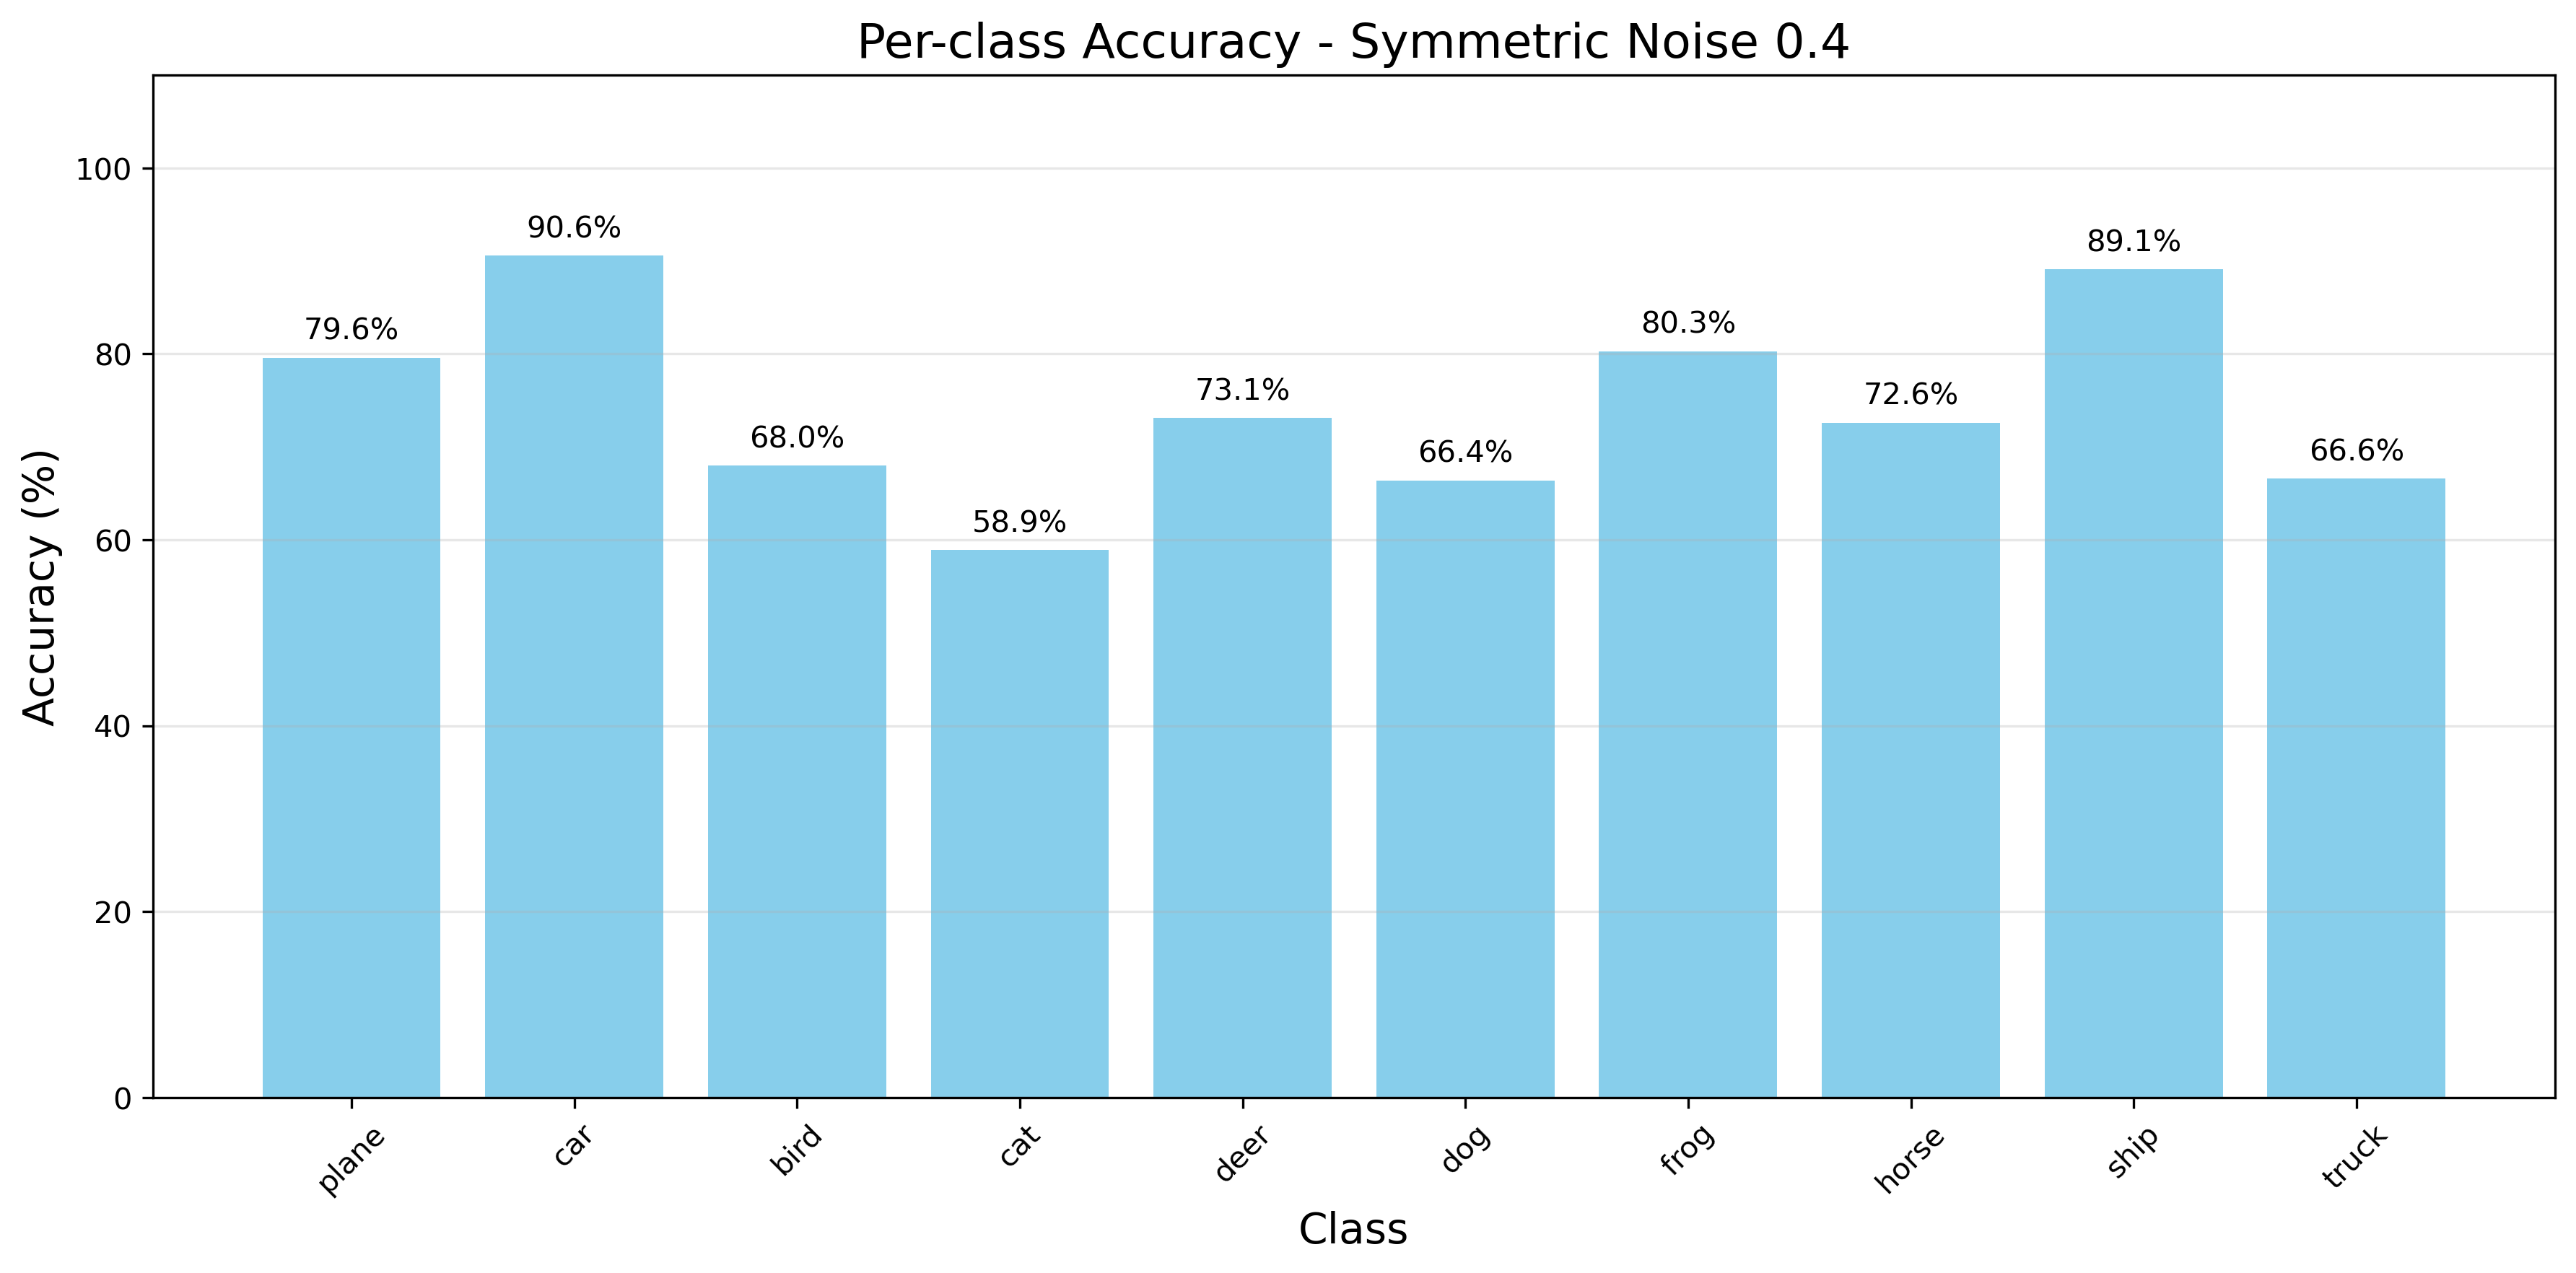 Per-class Accuracy - Symmetric Noise 0.4
Accuracy (%)
100
80
60
40
20
0
79.6%
90.6%
68.0%
58.9%
73.1%
66.4%
80.3%
72.6%
89.1%
66.6%
plane
car
bird
cat
deer
dog
frog
horse
ship
truck
Class